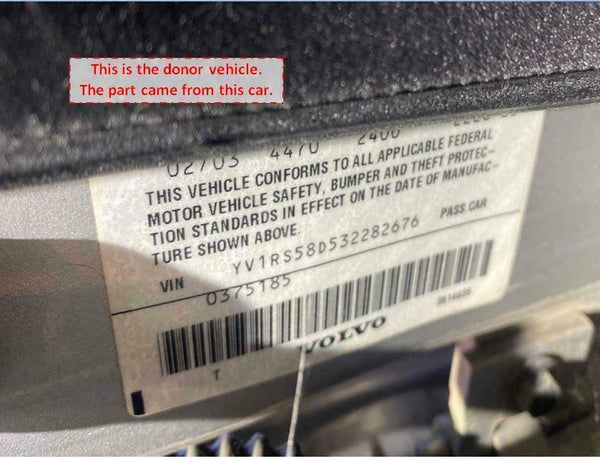 This is the donor vehicle.
The part came from this car.
02703 4470 2400
THIS VEHICLE CONFORMS TO ALL APPLICABLE FEDERAL
MOTOR VEHICLE SAFETY, BUMPER AND THEFT PROTEC-
TION STANDARDS IN EFFECT ON THE DATE OF MANUFAC-
TURE SHOWN ABOVE.
VIN YV1RS58D532282676 PASS.CAR
0375185
T VOLVO